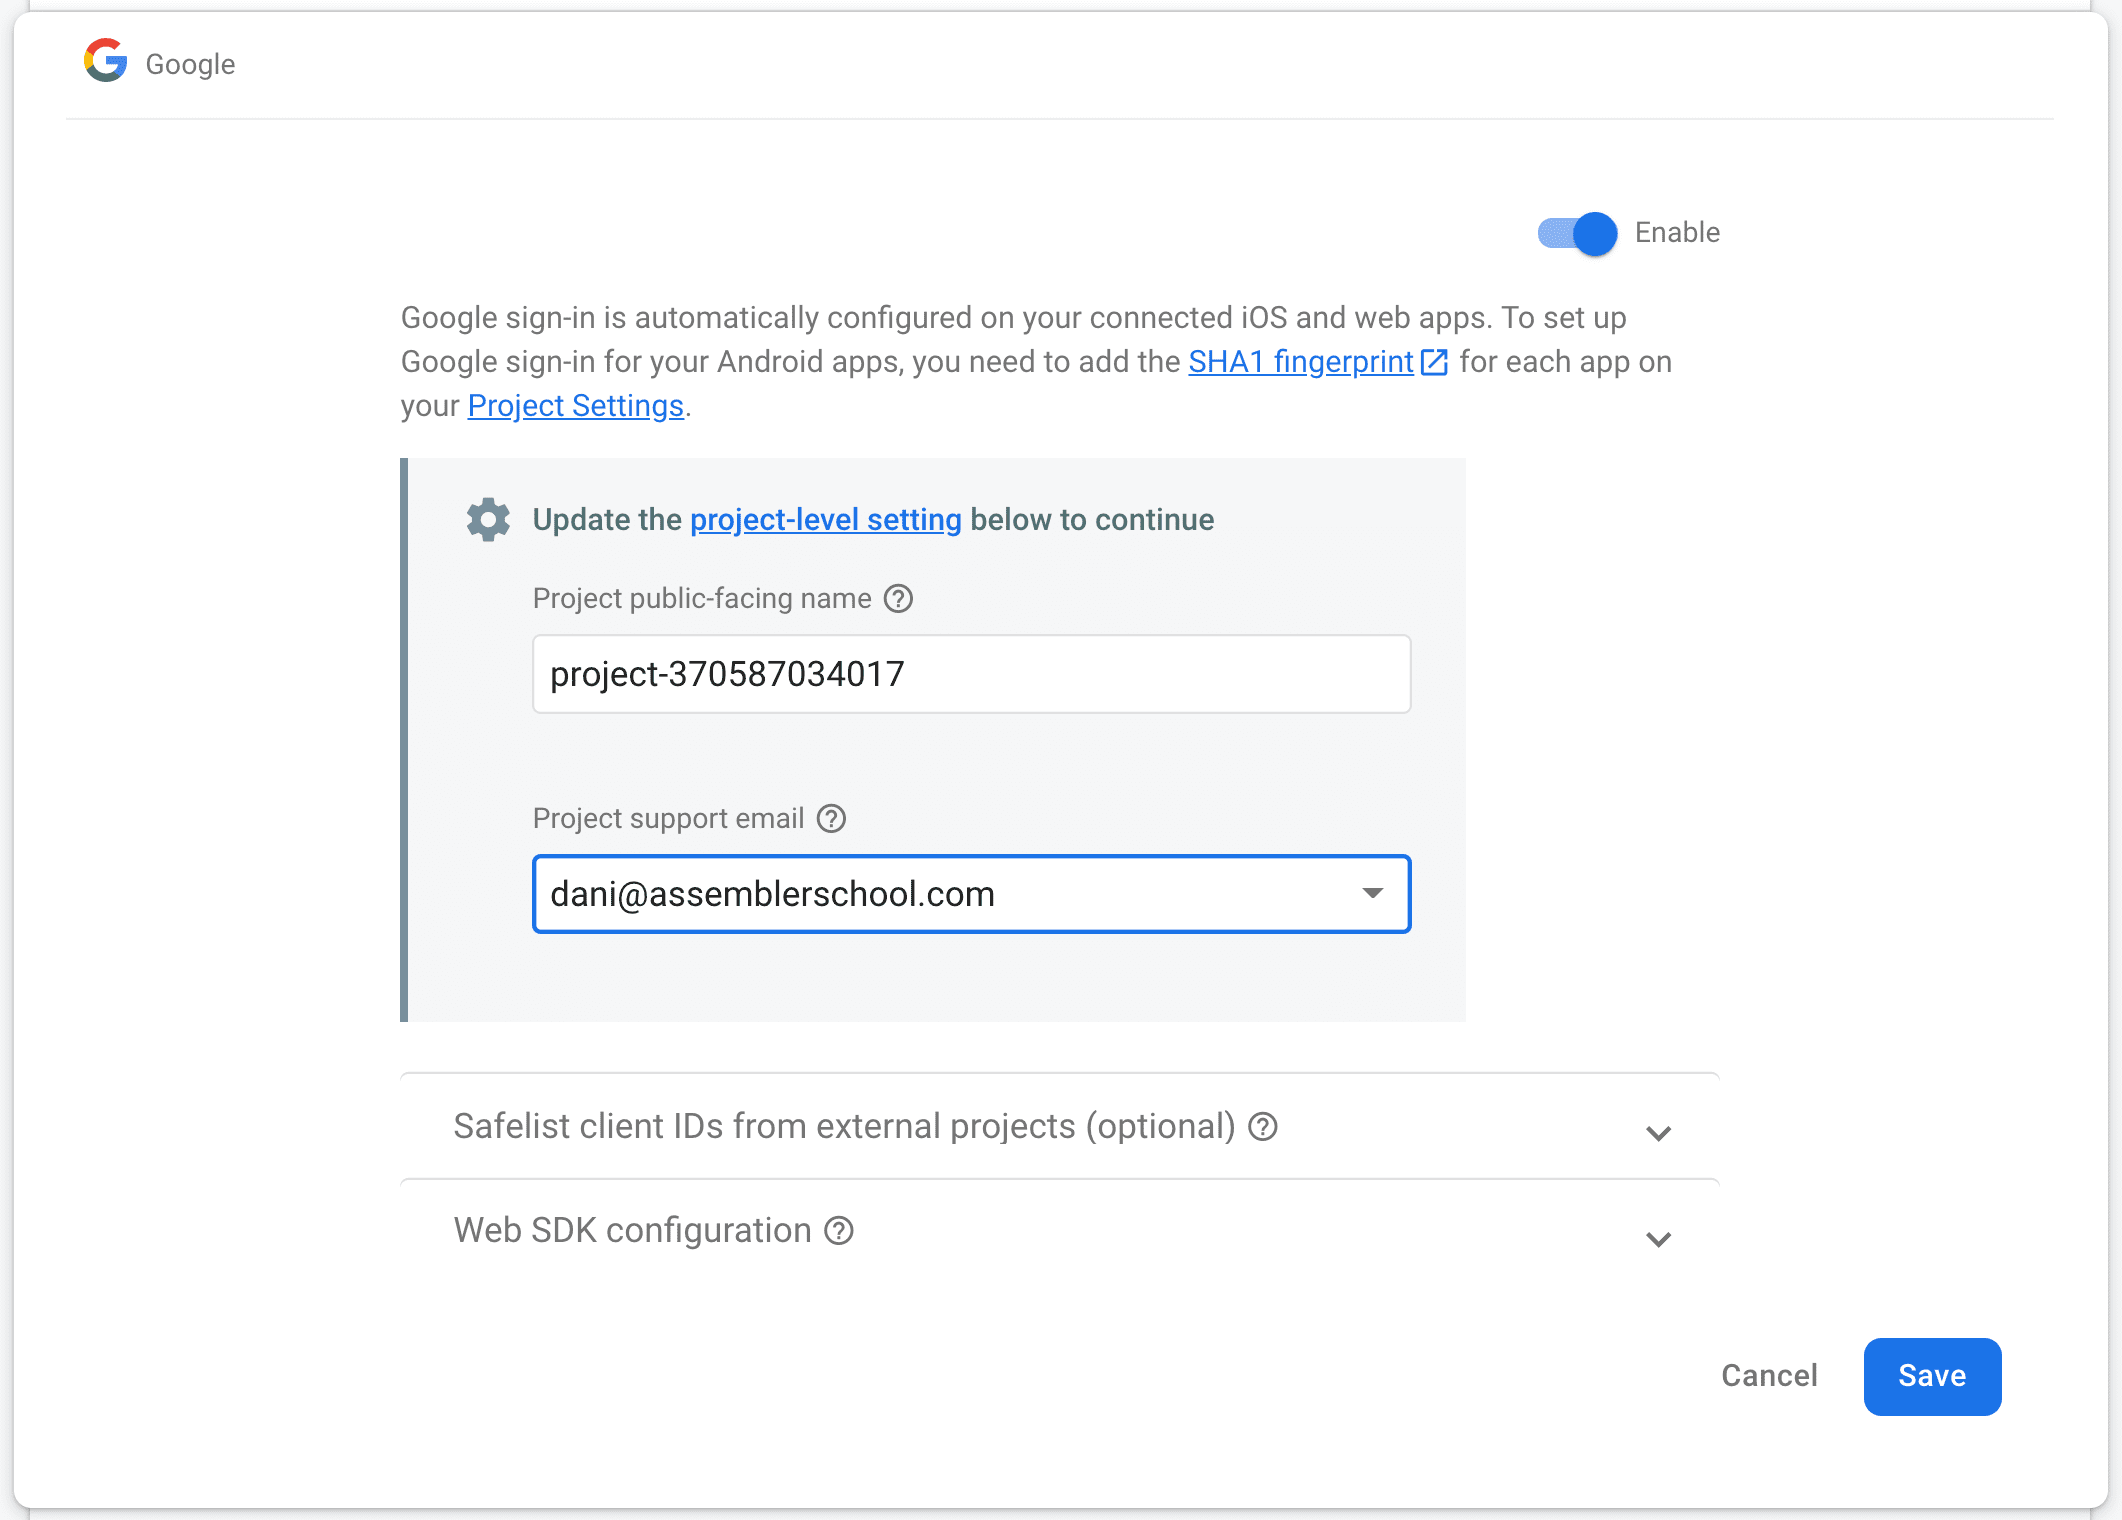 Google
Enable
Google sign-in is automatically configured on your connected iOS and web apps. To set up
Google sign-in for your Android apps, you need to add the SHA1 fingerprint for each app on
your Project Settings.
Update the project-level setting below to continue
Project public-facing name
project-370587034017
Project support email
dani@assemblerschool.com
Safelist client IDs from external projects (optional)
Web SDK configuration
Cancel
Save